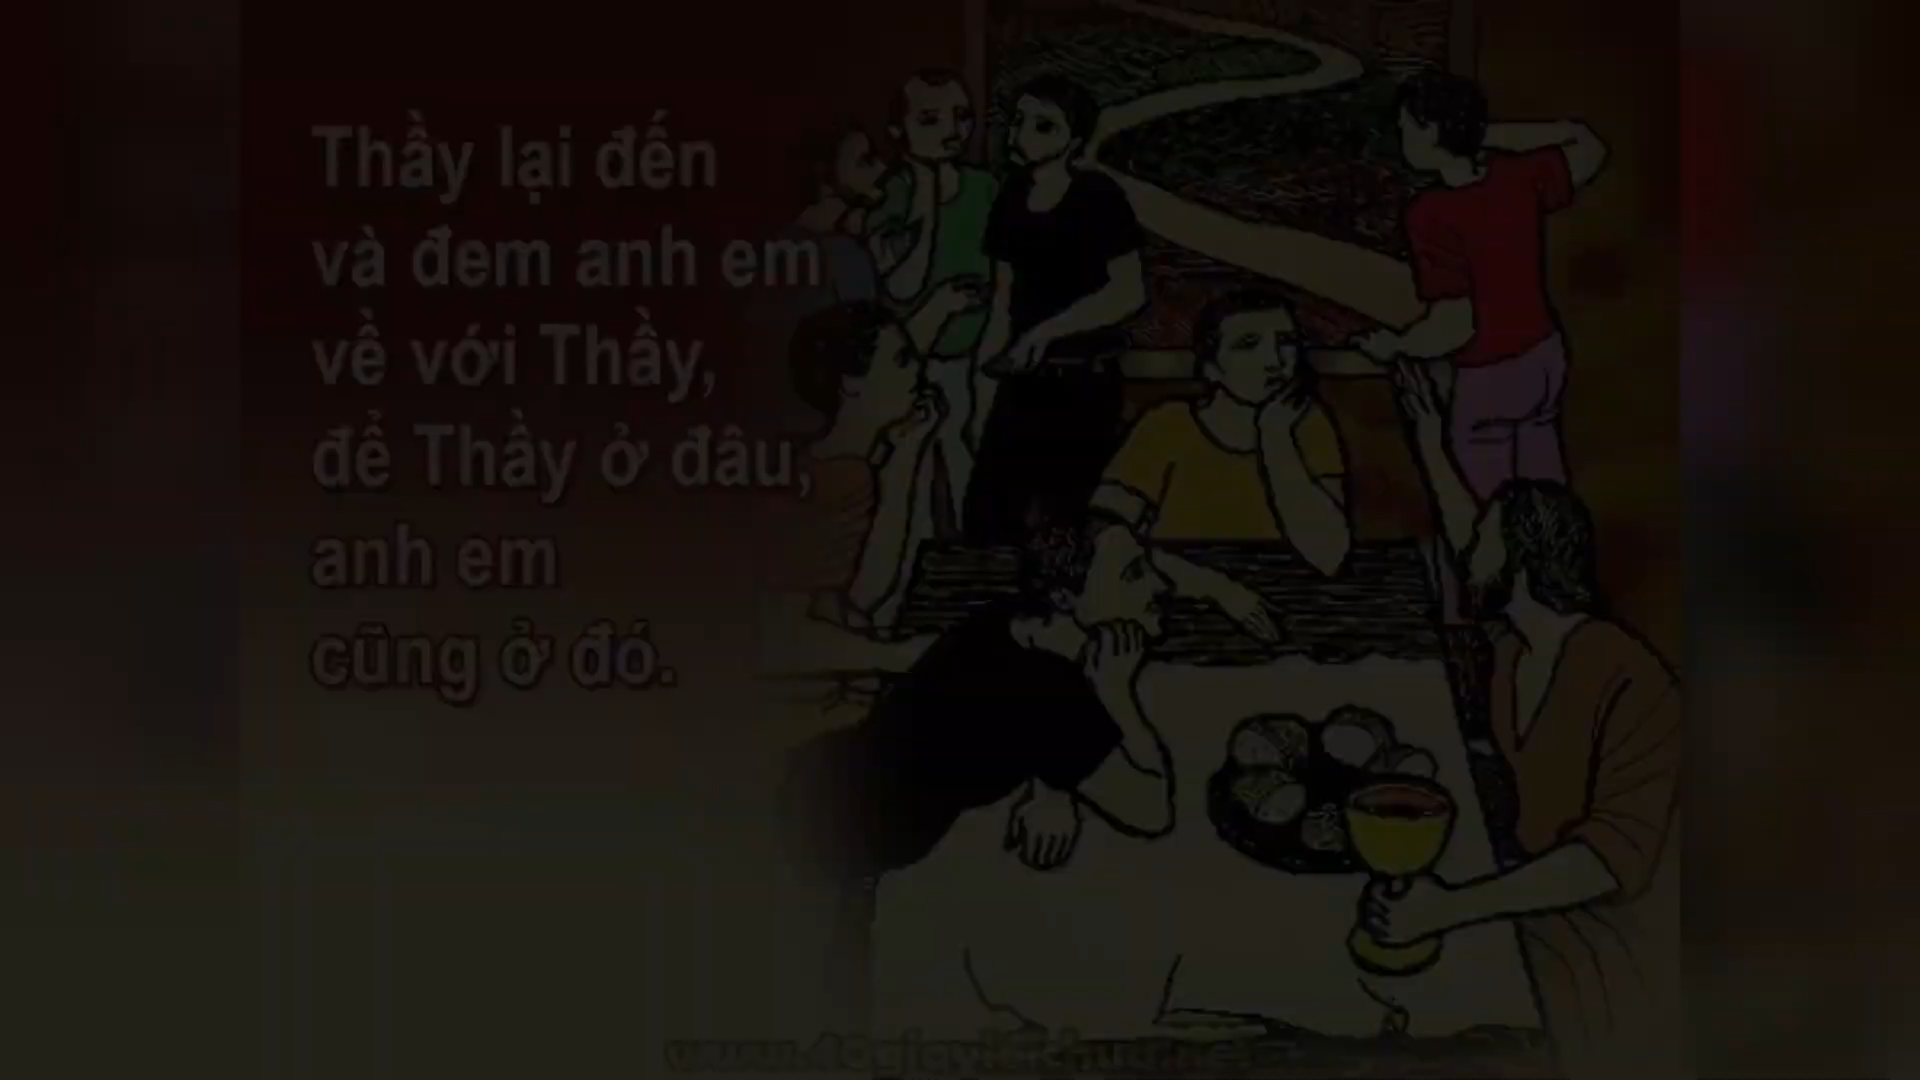 Thầy lại đến
và đem anh em
về với Thầy,
để Thầy ở đâu,
anh em
cũng ở đó.